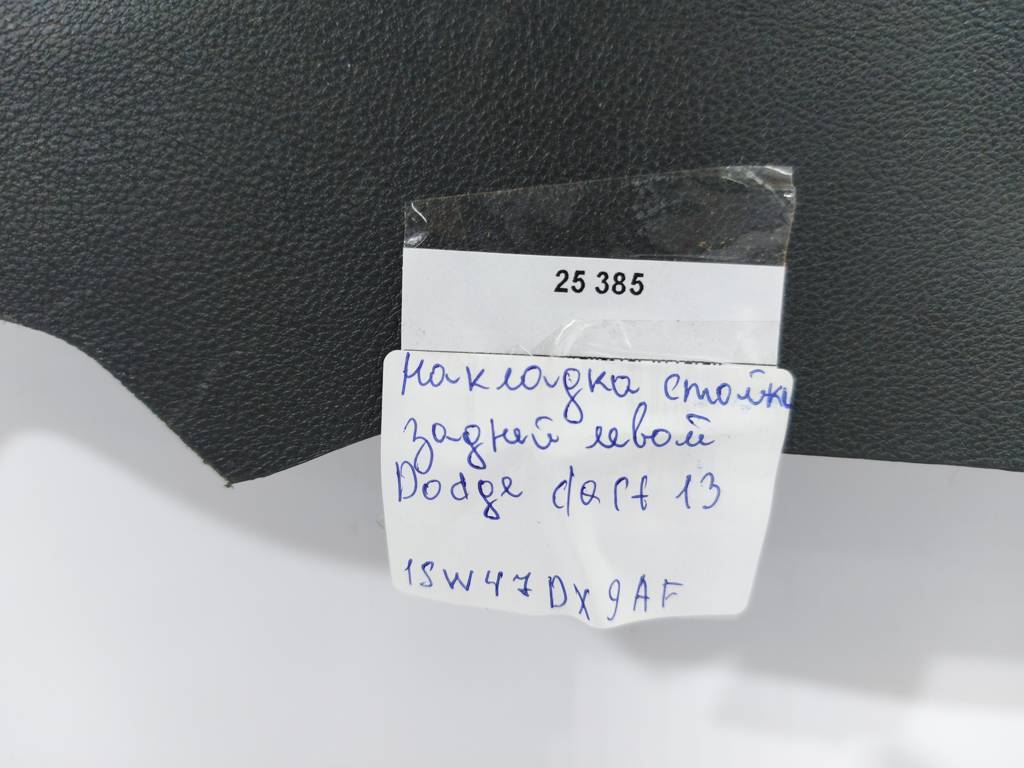 25 385
Накладка стойки
задней левой
Dodge dart 13
1SW47DX9AF